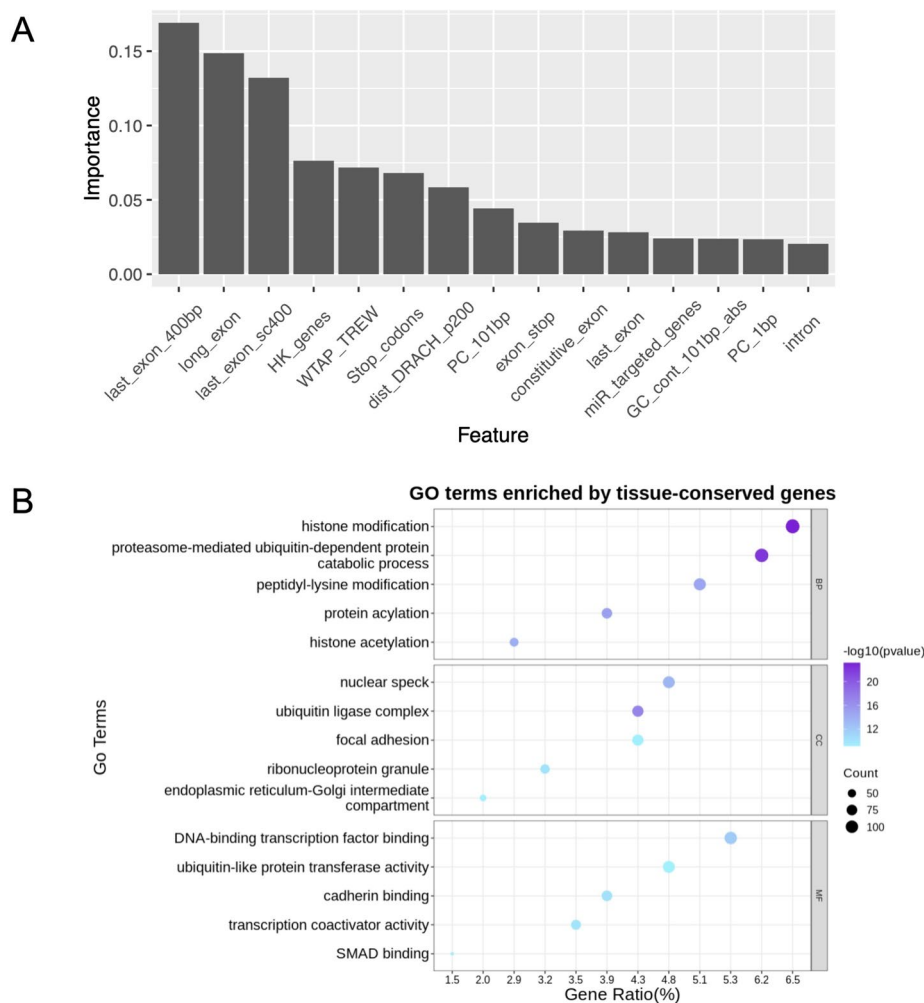 A
Importance
0.15
0.10
0.05
0.00
last_exon_400bp
long_exon
last_exon_sc400
HK_genes
WTAP_TREW
Stop_codons
dist_DRACH_p200
PC_101bp
exon_stop
constitutive_exon
last_exon
miR_targeted_genes
GC_cont_101bp_abs
PC_1bp
intron
Feature
B
GO terms enriched by tissue-conserved genes
Go Terms
histone modification
proteasome-mediated ubiquitin-dependent protein
catabolic process
peptidyl-lysine modification
protein acylation
histone acetylation
BP
nuclear speck
ubiquitin ligase complex
focal adhesion
ribonucleoprotein granule
endoplasmic reticulum-Golgi intermediate
compartment
CC
DNA-binding transcription factor binding
ubiquitin-like protein transferase activity
cadherin binding
transcription coactivator activity
SMAD binding
MF
1.5 2.0 2.9 3.2 3.5 3.9 4.3 4.8 5.1 5.3 6.2 6.5
Gene Ratio(%)
-log10(pvalue)
20
16
12
Count
50
75
100